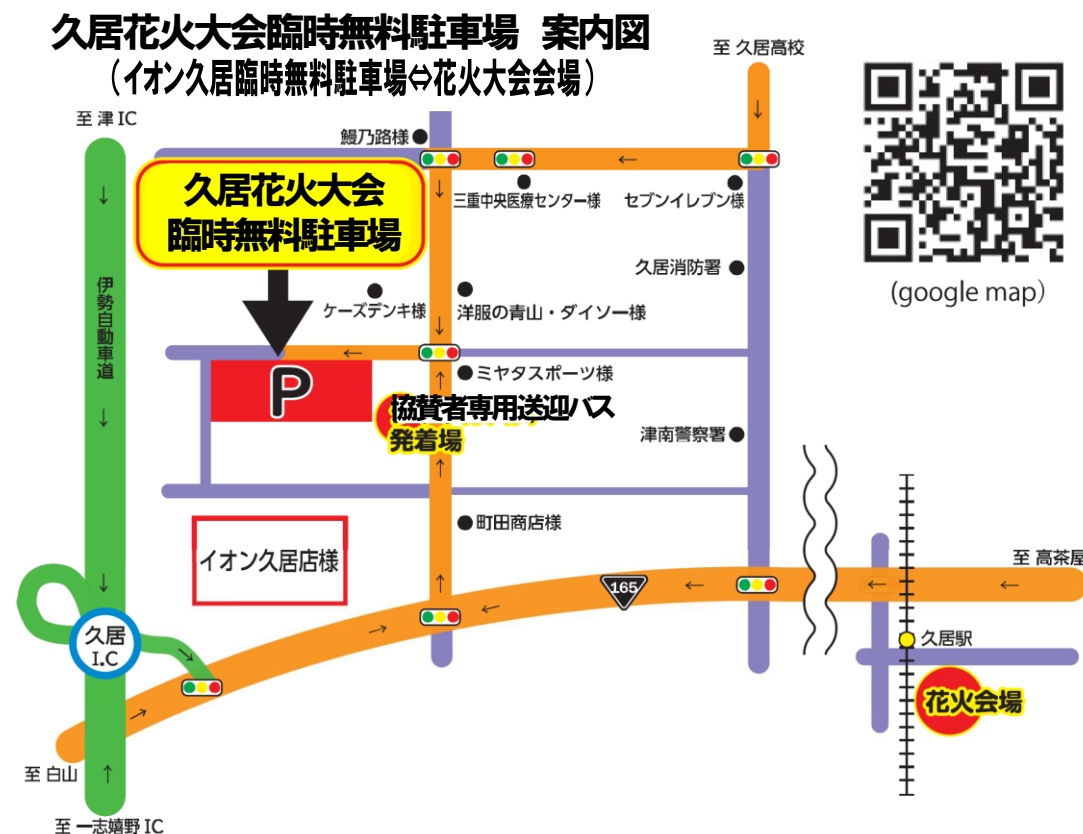 久居花火大会臨時無料駐車場 案内図
(イオン久居臨時無料駐車場⇔花火大会会場)
至 久居高校
至 津 IC
鰻乃路様
久居花火大会
臨時無料駐車場
三重中央医療センター様
セブンイレブン様
久居消防署
(google map)
伊勢自動車道
ケーズデンキ様
洋服の青山・ダイソー様
P
ミヤタスポーツ様
協賛者専用送迎バス
発着場
津南警察署
町田商店様
イオン久居店様
165
至 高茶屋
久居
I.C
久居駅
花火会場
至 白山
至 一志嬉野 IC